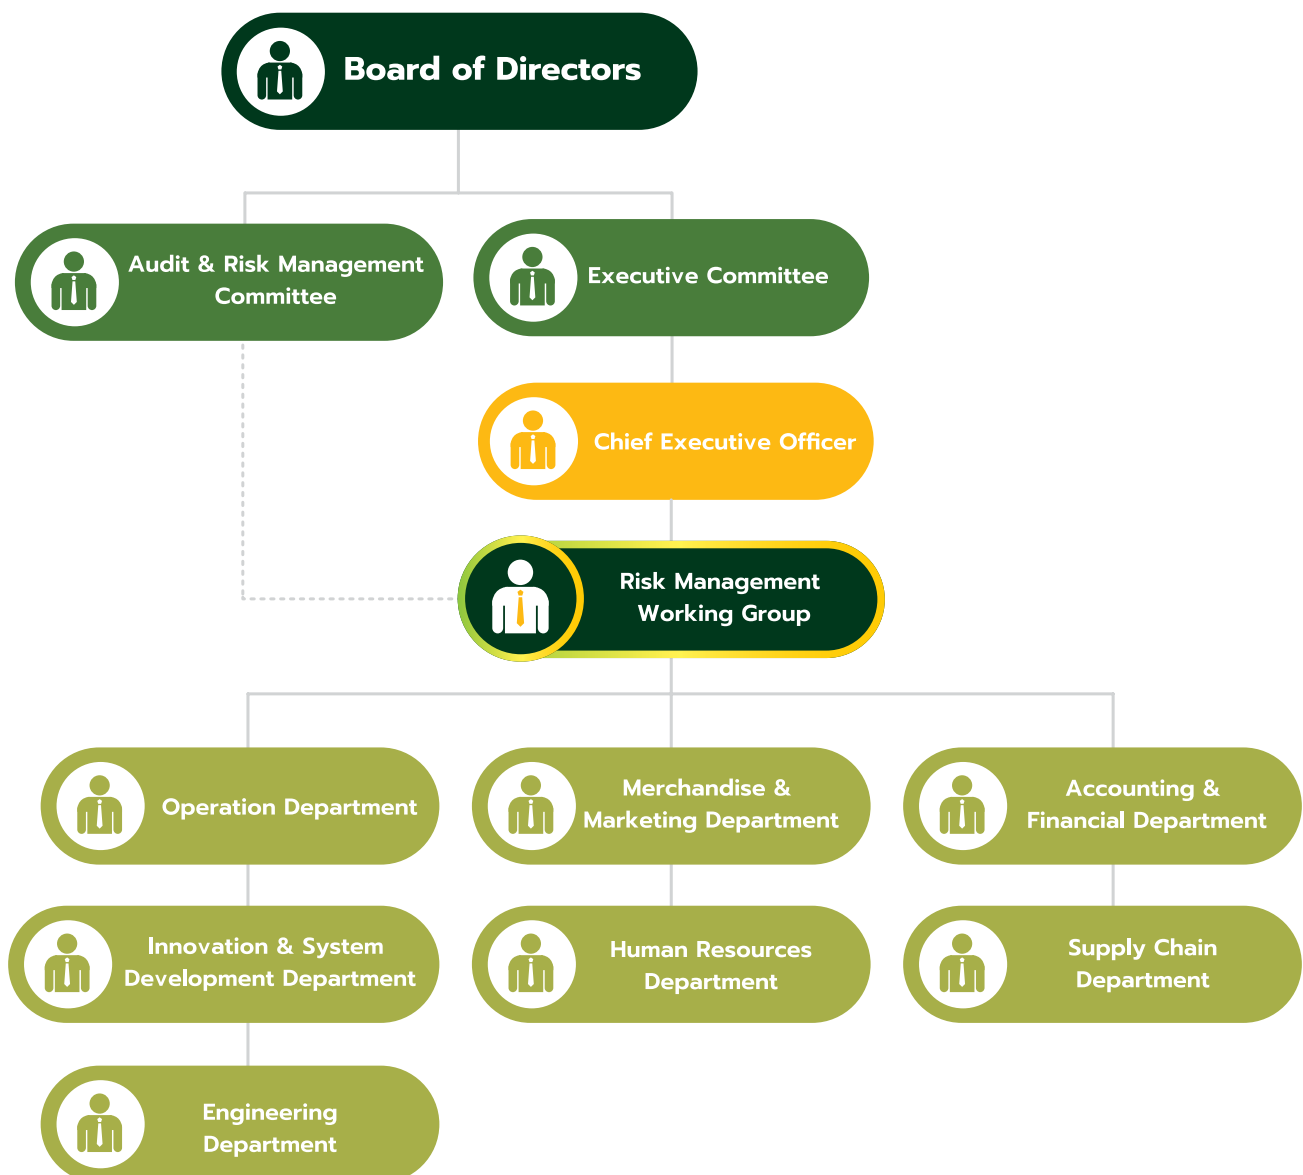 Board of Directors
Audit & Risk Management
Committee
Executive Committee
Chief Executive Officer
Risk Management
Working Group
Operation Department
Merchandise &
Marketing Department
Accounting &
Financial Department
Innovation & System
Development Department
Human Resources
Department
Supply Chain
Department
Engineering
Department